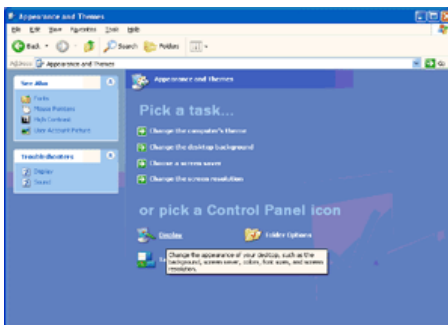 Appearance and Themes
File Edit View Favorites Tools Help
Back Search Folders
Address Appearance and Themes Go
See Also
Fonts
Mouse Pointers
High Contrast
User Account Picture
Troubleshooters
Display
Sound
Appearance and Themes
Pick a task...
Change the computer's theme
Change the desktop background
Choose a screen saver
Change the screen resolution
or pick a Control Panel icon
Display
Folder Options
Change the appearance of your desktop, such as the
background, screen saver, colors, font sizes, and screen
resolution.